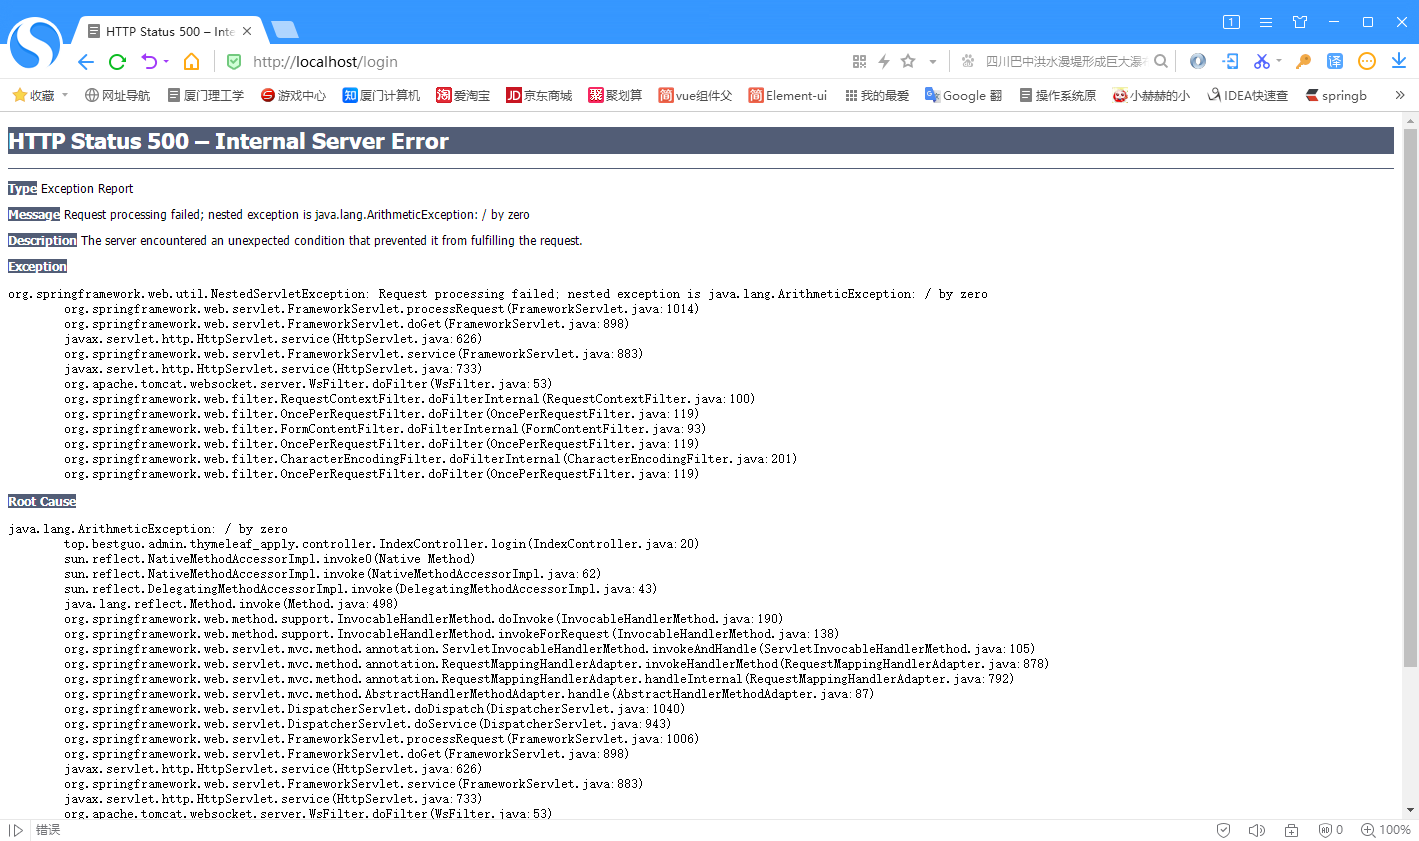 HTTP Status 500 – Inte
1
http://localhost/login
四川巴中洪水漫堤形成巨大瀑
译
收藏
网址导航
厦门理工学
游戏中心
知 厦门计算机
淘 爱淘宝
JD 京东商城
聚 聚划算
简 vue组件父
简 Element-ui
我的最爱
Google 翻
操作系统原
小赫赫的小
IDEA快速查
springb
HTTP Status 500 – Internal Server Error
Type Exception Report
Message Request processing failed; nested exception is java.lang.ArithmeticException: / by zero
Description The server encountered an unexpected condition that prevented it from fulfilling the request.
Exception
org.springframework.web.util.NestedServletException: Request processing failed; nested exception is java.lang.ArithmeticException: / by zero
org.springframework.web.servlet.FrameworkServlet.processRequest(FrameworkServlet.java:1014)
org.springframework.web.servlet.FrameworkServlet.doGet(FrameworkServlet.java:898)
javax.servlet.http.HttpServlet.service(HttpServlet.java:626)
org.springframework.web.servlet.FrameworkServlet.service(FrameworkServlet.java:883)
javax.servlet.http.HttpServlet.service(HttpServlet.java:733)
org.apache.tomcat.websocket.server.WsFilter.doFilter(WsFilter.java:53)
org.springframework.web.filter.RequestContextFilter.doFilterInternal(RequestContextFilter.java:100)
org.springframework.web.filter.OncePerRequestFilter.doFilter(OncePerRequestFilter.java:119)
org.springframework.web.filter.FormContentFilter.doFilterInternal(FormContentFilter.java:93)
org.springframework.web.filter.OncePerRequestFilter.doFilter(OncePerRequestFilter.java:119)
org.springframework.web.filter.CharacterEncodingFilter.doFilterInternal(CharacterEncodingFilter.java:201)
org.springframework.web.filter.OncePerRequestFilter.doFilter(OncePerRequestFilter.java:119)
Root Cause
java.lang.ArithmeticException: / by zero
top.bestguo.admin.thymeleaf_apply.controller.IndexController.login(IndexController.java:20)
sun.reflect.NativeMethodAccessorImpl.invoke0(Native Method)
sun.reflect.NativeMethodAccessorImpl.invoke(NativeMethodAccessorImpl.java:62)
sun.reflect.DelegatingMethodAccessorImpl.invoke(DelegatingMethodAccessorImpl.java:43)
java.lang.reflect.Method.invoke(Method.java:498)
org.springframework.web.method.support.InvocableHandlerMethod.doInvoke(InvocableHandlerMethod.java:190)
org.springframework.web.method.support.InvocableHandlerMethod.invokeForRequest(InvocableHandlerMethod.java:138)
org.springframework.web.servlet.mvc.method.annotation.ServletInvocableHandlerMethod.invokeAndHandle(ServletInvocableHandlerMethod.java:105)
org.springframework.web.servlet.mvc.method.annotation.RequestMappingHandlerAdapter.invokeHandlerMethod(RequestMappingHandlerAdapter.java:878)
org.springframework.web.servlet.mvc.method.annotation.RequestMappingHandlerAdapter.handleInternal(RequestMappingHandlerAdapter.java:792)
org.springframework.web.servlet.mvc.method.AbstractHandlerMethodAdapter.handle(AbstractHandlerMethodAdapter.java:87)
org.springframework.web.servlet.DispatcherServlet.doDispatch(DispatcherServlet.java:1040)
org.springframework.web.servlet.DispatcherServlet.doService(DispatcherServlet.java:943)
org.springframework.web.servlet.FrameworkServlet.processRequest(FrameworkServlet.java:1006)
org.springframework.web.servlet.FrameworkServlet.doGet(FrameworkServlet.java:898)
javax.servlet.http.HttpServlet.service(HttpServlet.java:626)
org.springframework.web.servlet.FrameworkServlet.service(FrameworkServlet.java:883)
javax.servlet.http.HttpServlet.service(HttpServlet.java:733)
org.apache.tomcat.websocket.server.WsFilter.doFilter(WsFilter.java:53)
错误
AD 0
100%